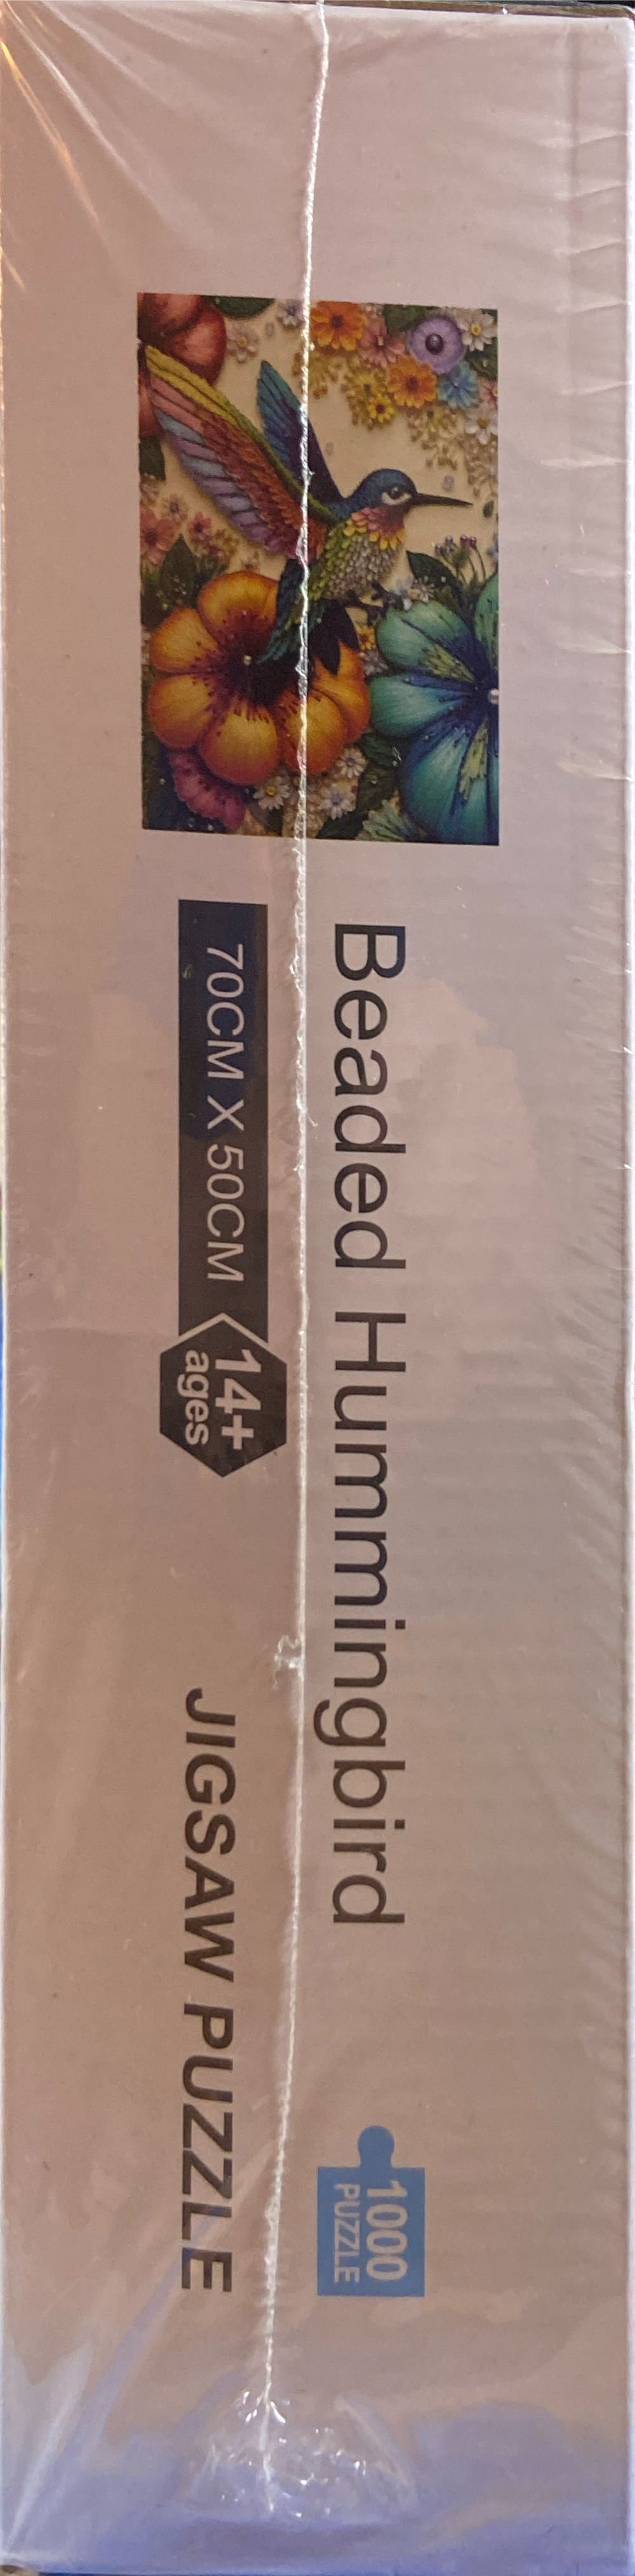 Beaded Hummingbird
70CM X 50CM
14+
ages
JIGSAW PUZZLE
1000
PUZZLE